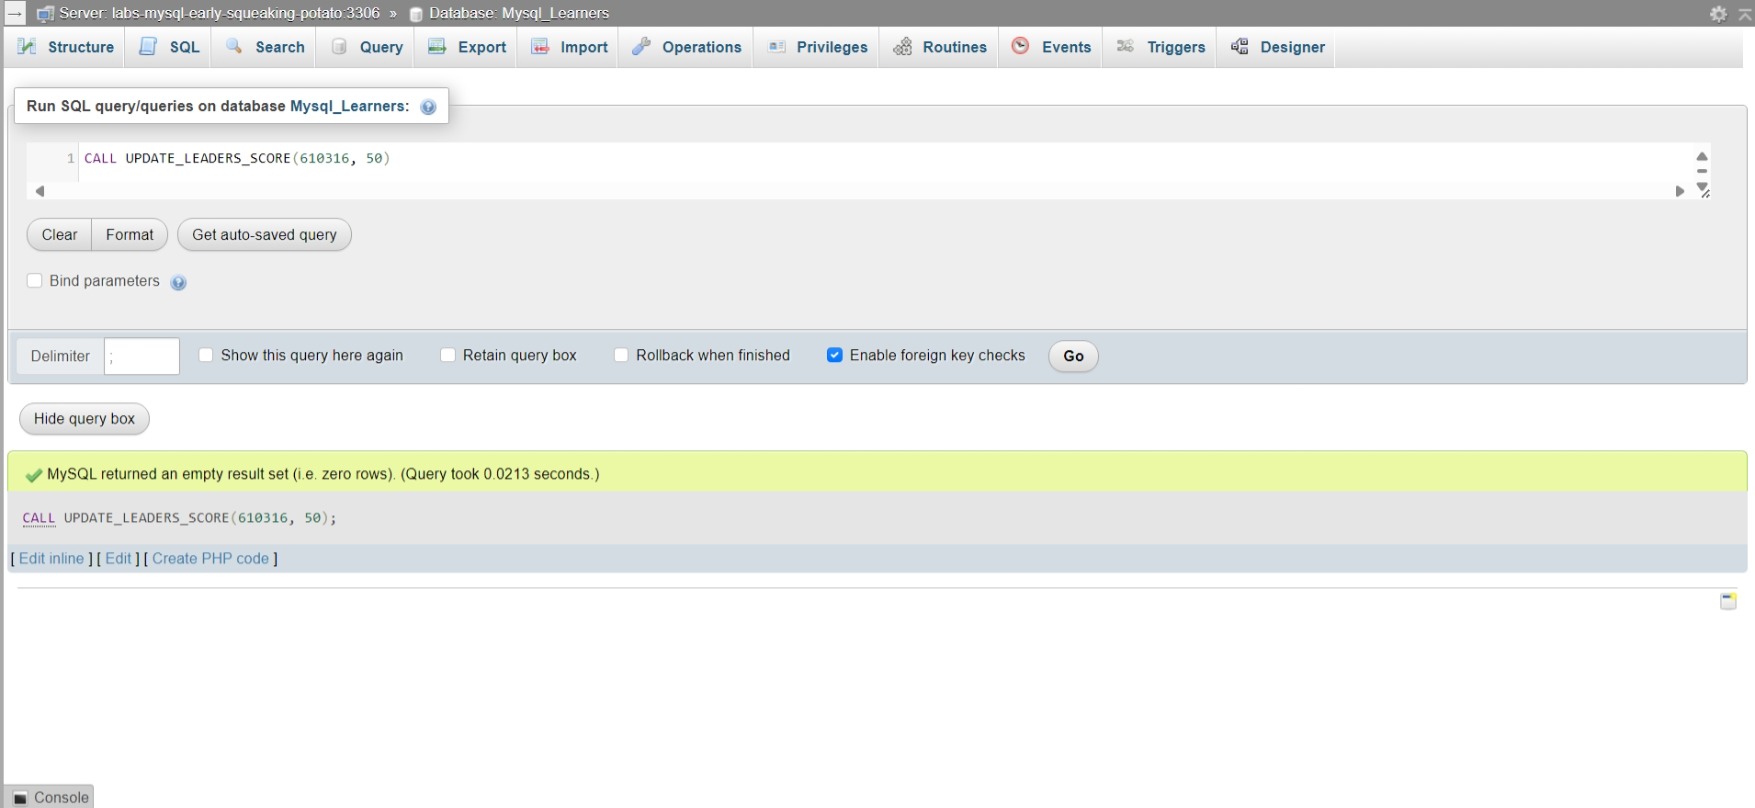 Server: labs-mysql-early-squeaking-potato:3306 » Database: Mysql_Learners
Structure SQL Search Query Export Import Operations Privileges Routines Events Triggers Designer
Run SQL query/queries on database Mysql_Learners:
1 CALL UPDATE_LEADERS_SCORE(610316, 50)
Clear Format Get auto-saved query
Bind parameters
Delimiter ; Show this query here again Retain query box Rollback when finished Enable foreign key checks Go
Hide query box
MySQL returned an empty result set (i.e. zero rows). (Query took 0.0213 seconds.)
CALL UPDATE_LEADERS_SCORE(610316, 50);
[ Edit inline ] [ Edit ] [ Create PHP code ]
Console